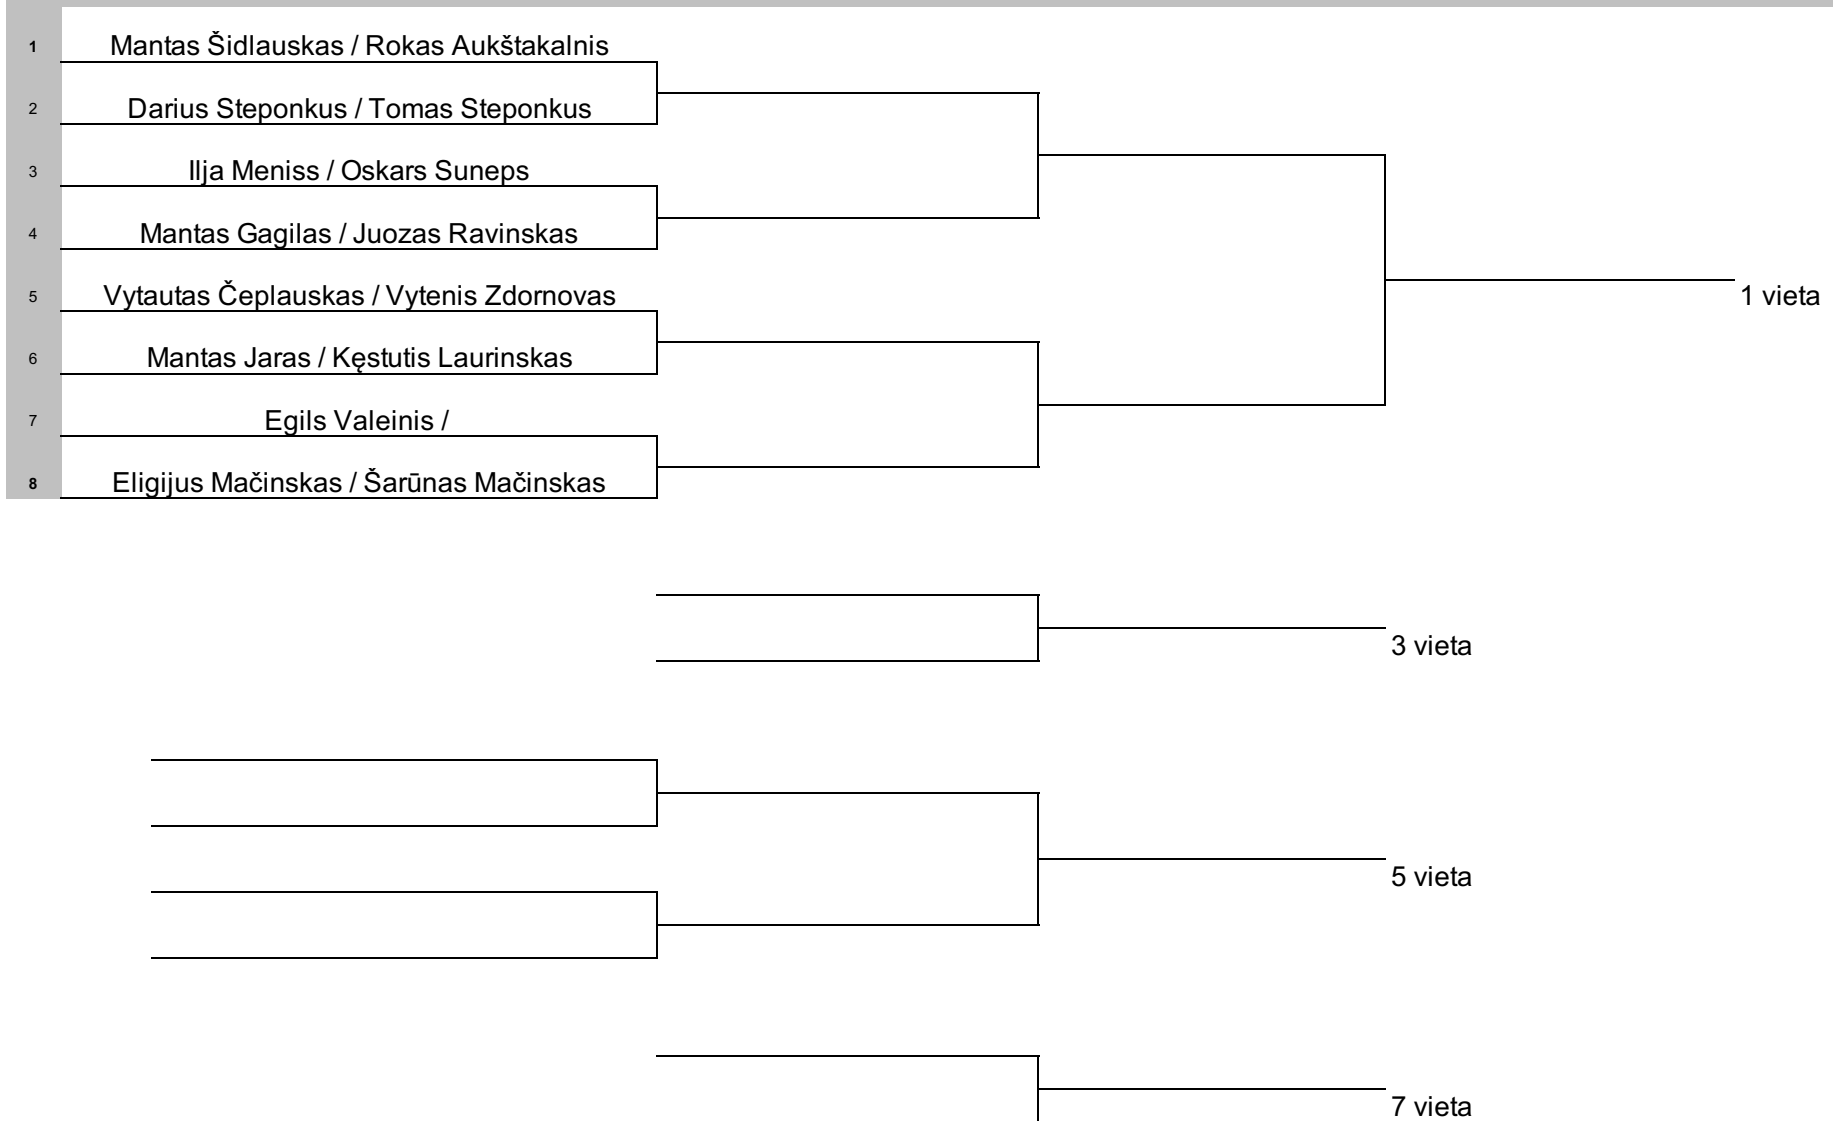 1 Mantas Šidlauskas / Rokas Aukštakalnis
2 Darius Steponkus / Tomas Steponkus
3 Ilja Meniss / Oskars Suneps
4 Mantas Gagilas / Juozas Ravinskas
5 Vytautas Čeplauskas / Vytenis Zdornovas
1 vieta
6 Mantas Jaras / Kęstutis Laurinskas
7 Egils Valeinis /
8 Eligijus Mačinskas / Šarūnas Mačinskas
3 vieta
5 vieta
7 vieta